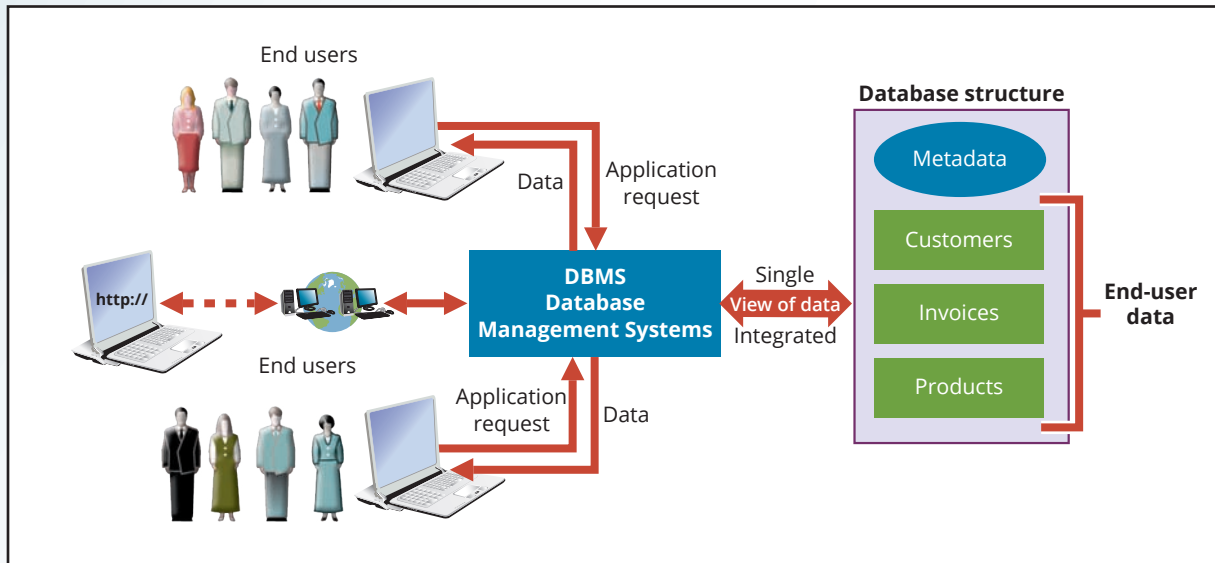 End users
Data
Application
request
http://
DBMS
Database
Management Systems
Single
View of data
Integrated
End users
Application
request
Data
Database structure
Metadata
Customers
Invoices
Products
End-user
data